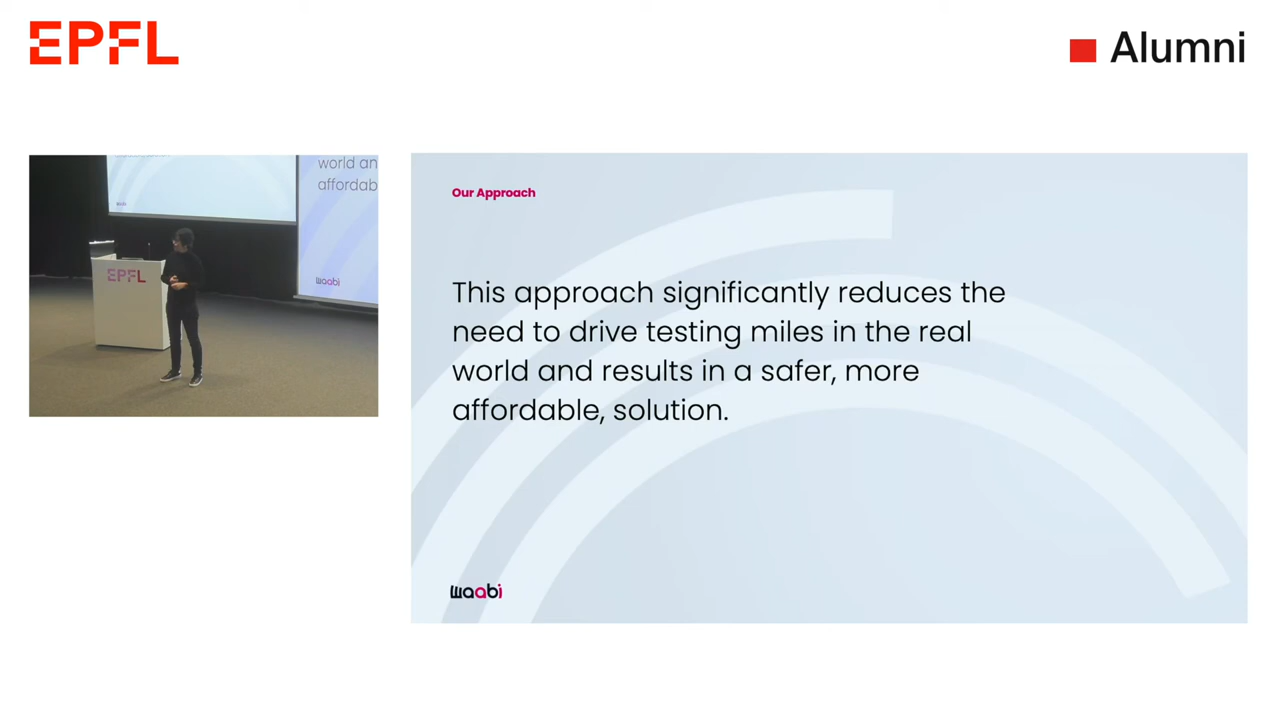 EPFL
Alumni
world an
affordab
waabi
EPFL
waabi
Our Approach
This approach significantly reduces the
need to drive testing miles in the real
world and results in a safer, more
affordable, solution.
waabi